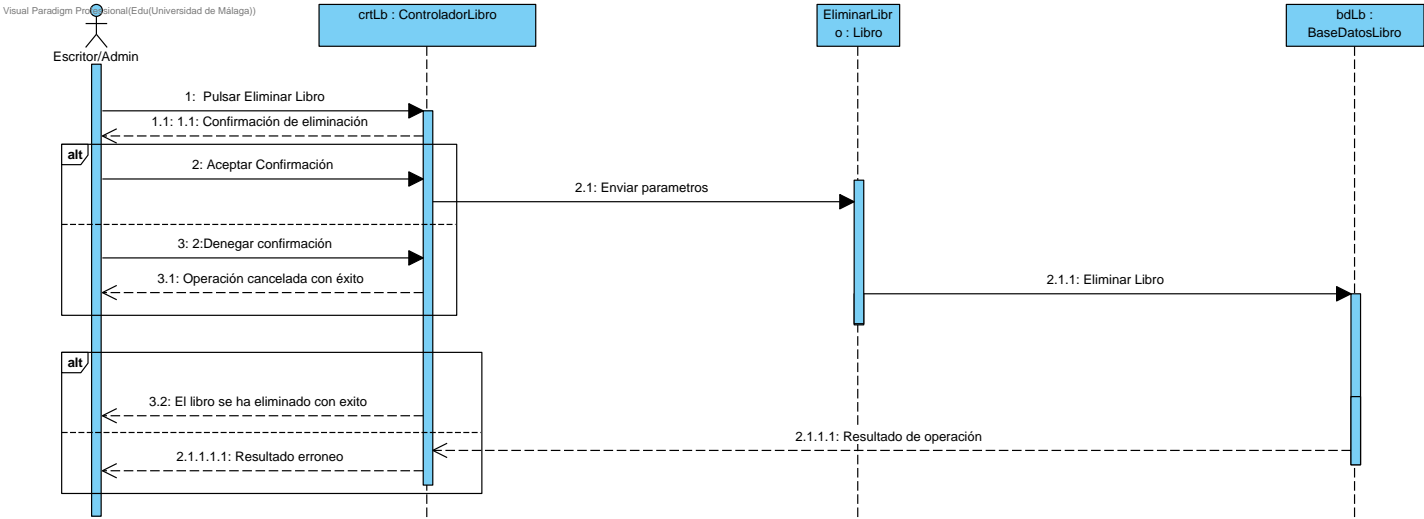 Visual Paradigm Professional(Edu(Universidad de Málaga))
Escritor/Admin
crtLb : ControladorLibro
EliminarLibr
o : Libro
bdLb :
BaseDatosLibro
1:  Pulsar Eliminar Libro
1.1: 1.1: Confirmación de eliminación
alt
2: Aceptar Confirmación
2.1: Enviar parametros
3: 2:Denegar confirmación
3.1: Operación cancelada con éxito
2.1.1: Eliminar Libro
alt
3.2: El libro se ha eliminado con exito
2.1.1.1: Resultado de operación
2.1.1.1.1: Resultado erroneo